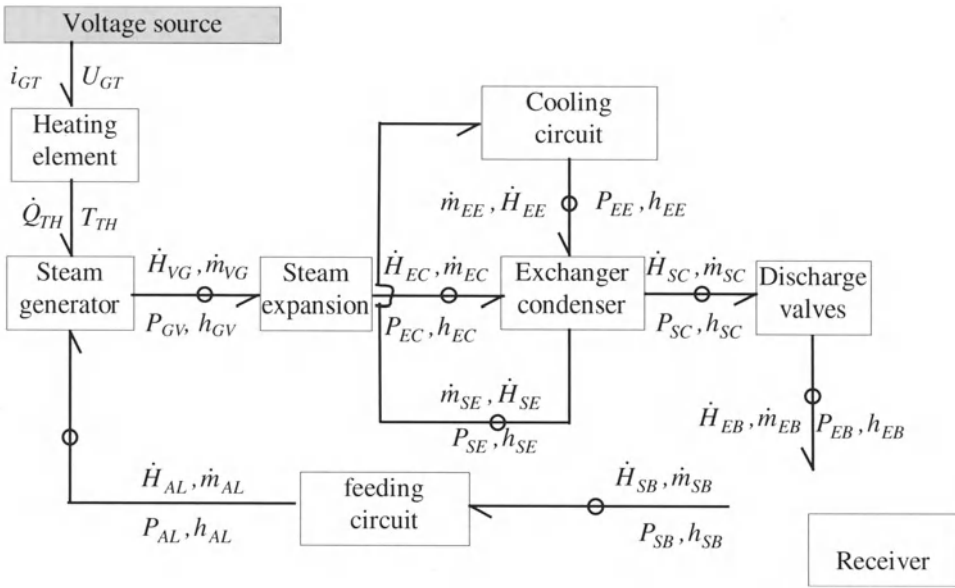 Voltage source
i_GT U_GT
Heating
element
Q̇_TH T_TH
Steam
generator
Ḣ_VG, ṁ_VG
P_GV, h_GV
Steam
expansion
Cooling
circuit
ṁ_EE, Ḣ_EE P_EE, h_EE
Ḣ_EC, ṁ_EC
P_EC, h_EC
Exchanger
condenser
Ḣ_SC, ṁ_SC
P_SC, h_SC
Discharge
valves
ṁ_SE, Ḣ_SE
P_SE, h_SE
Ḣ_EB, ṁ_EB P_EB, h_EB
Ḣ_AL, ṁ_AL
P_AL, h_AL
feeding
circuit
Ḣ_SB, ṁ_SB
P_SB, h_SB
Receiver